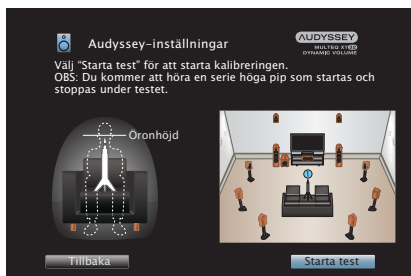 Audyssey-inställningar
AUDYSSEY
MULTEQ XT32
DYNAMIC VOLUME
Välj "Starta test" för att starta kalibreringen.
OBS: Du kommer att höra en serie höga pip som startas och
stoppas under testet.
Öronhöjd
Tillbaka
Starta test